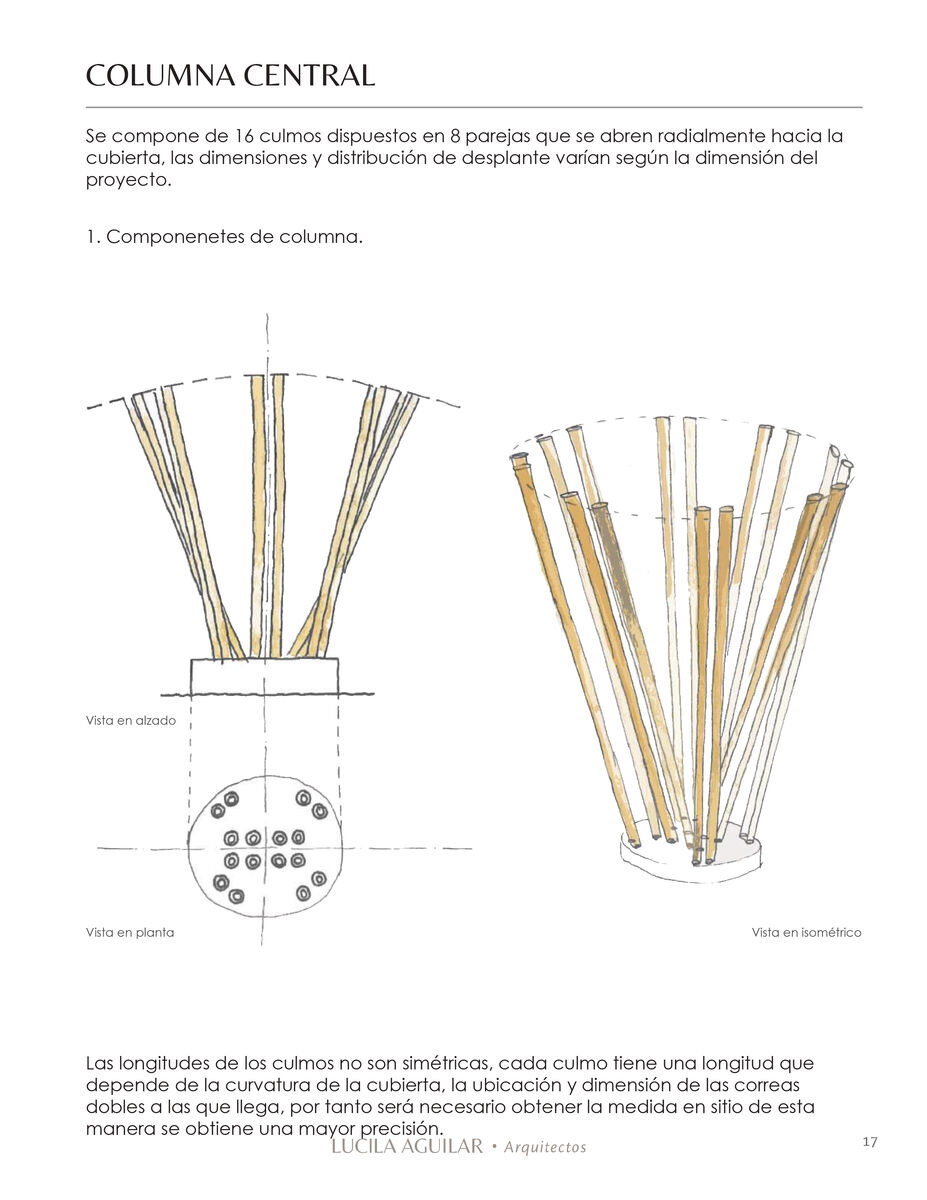 COLUMNA CENTRAL
Se compone de 16 culmos dispuestos en 8 parejas que se abren radialmente hacia la
cubierta, las dimensiones y distribución de desplante varían según la dimensión del
proyecto.
1. Componenetes de columna.
Vista en alzado
Vista en planta
Vista en isométrico
Las longitudes de los culmos no son simétricas, cada culmo tiene una longitud que
depende de la curvatura de la cubierta, la ubicación y dimensión de las correas
dobles a las que llega, por tanto será necesario obtener la medida en sitio de esta
manera se obtiene una mayor precisión.
LUCILA AGUILAR • Arquitectos
17